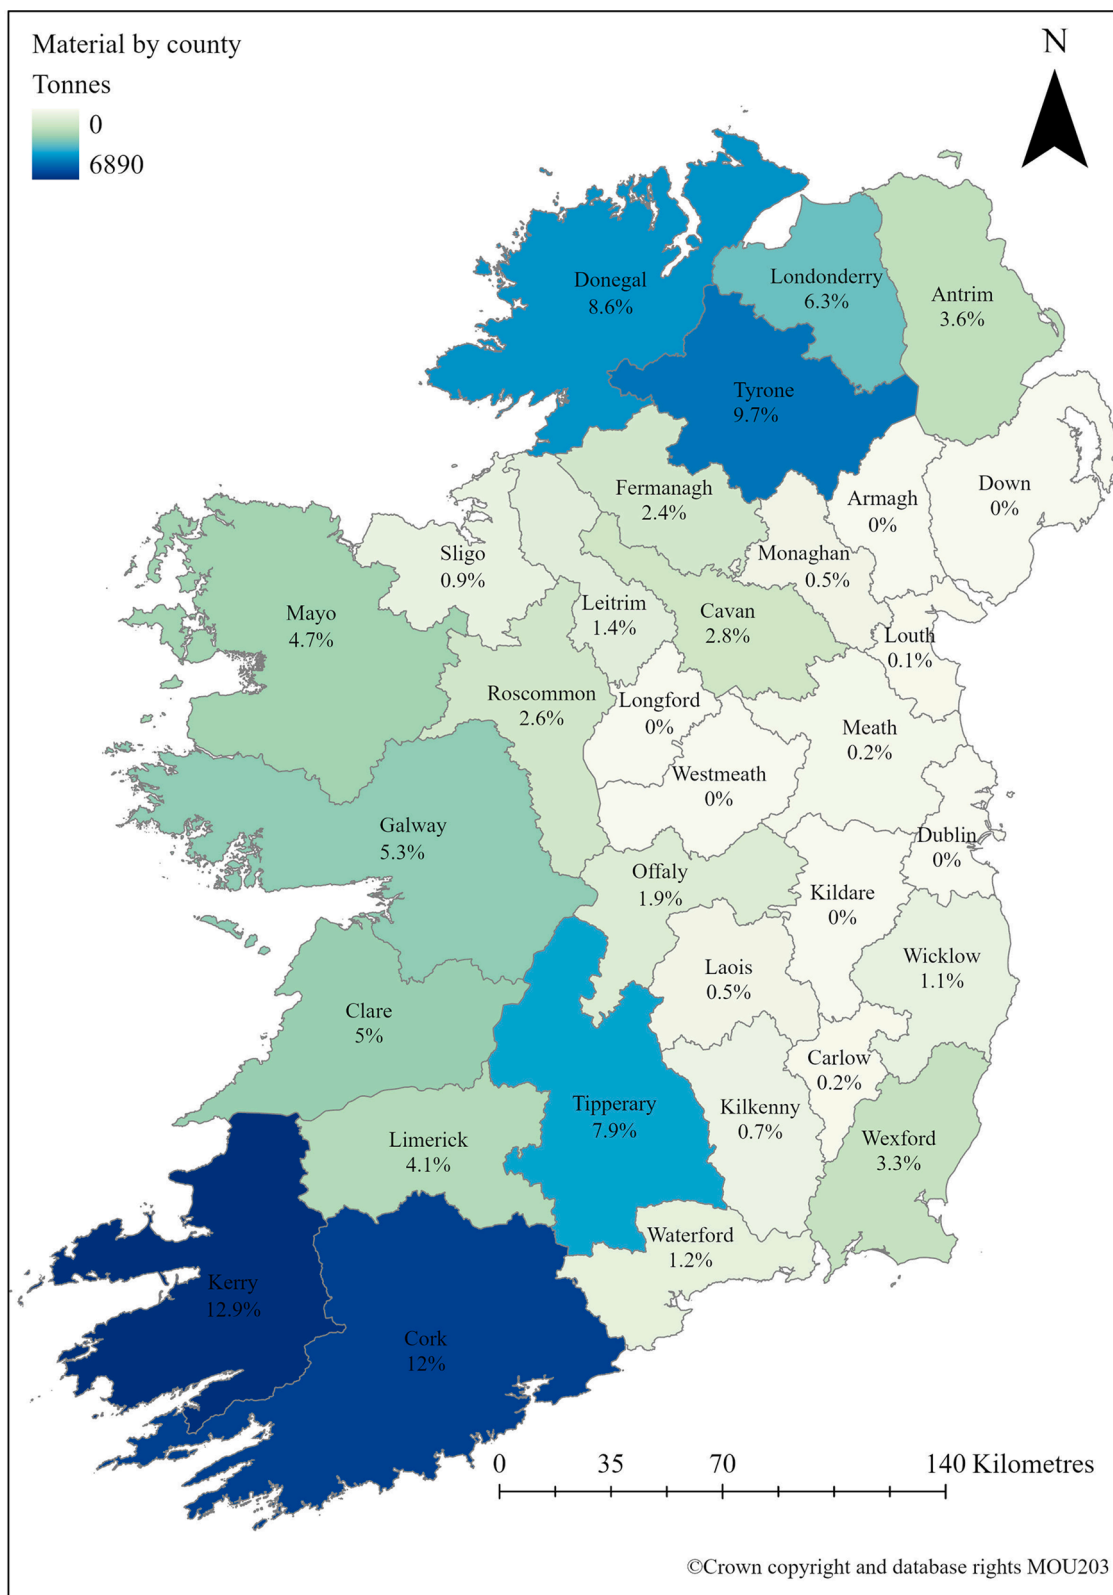 Material by county
Tonnes
0
6890
N
Donegal
8.6%
Londonderry
6.3%
Antrim
3.6%
Tyrone
9.7%
Fermanagh
2.4%
Armagh
0%
Down
0%
Monaghan
0.5%
Sligo
0.9%
Leitrim
1.4%
Cavan
2.8%
Louth
0.1%
Mayo
4.7%
Roscommon
2.6%
Longford
0%
Meath
0.2%
Westmeath
0%
Galway
5.3%
Offaly
1.9%
Dublin
0%
Kildare
0%
Wicklow
1.1%
Laois
0.5%
Clare
5%
Carlow
0.2%
Tipperary
7.9%
Kilkenny
0.7%
Limerick
4.1%
Wexford
3.3%
Waterford
1.2%
Kerry
12.9%
Cork
12%
0 35 70 140 Kilometres
©Crown copyright and database rights MOU203